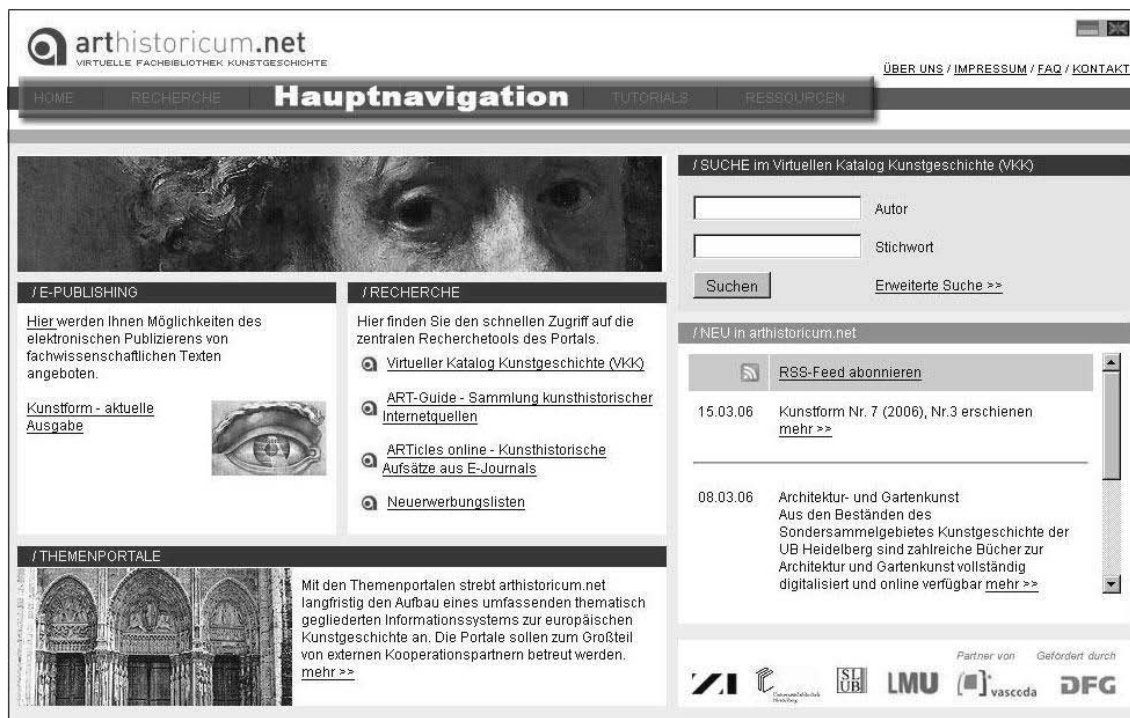 arthistoricum.net
VIRTUELLE FACHBIBLIOTHEK KUNSTGESCHICHTE
ÜBER UNS / IMPRESSUM / FAQ / KONTAKT
HOME RECHERCHE Hauptnavigation TUTORIALS RESSOURCEN
/ E-PUBLISHING
Hier werden Ihnen Möglichkeiten des
elektronischen Publizierens von
fachwissenschaftlichen Texten
angeboten.
Kunstform - aktuelle
Ausgabe
/ RECHERCHE
Hier finden Sie den schnellen Zugriff auf die
zentralen Recherchetools des Portals.
Virtueller Katalog Kunstgeschichte (VKK)
ART-Guide - Sammlung kunsthistorischer
Internetquellen
ARTicles online - Kunsthistorische
Aufsätze aus E-Journals
Neuerwerbungslisten
/ THEMENPORTALE
Mit den Themenportalen strebt arthistoricum.net
langfristig den Aufbau eines umfassenden thematisch
gegliederten Informationssystems zur europäischen
Kunstgeschichte an. Die Portale sollen zum Großteil
von externen Kooperationspartnern betreut werden.
mehr >>
/ SUCHE im Virtuellen Katalog Kunstgeschichte (VKK)
Autor
Stichwort
Suchen Erweiterte Suche >>
/ NEU in arthistoricum.net
RSS-Feed abonnieren
15.03.06 Kunstform Nr. 7 (2006), Nr.3 erschienen
mehr >>
08.03.06 Architektur- und Gartenkunst
Aus den Beständen des
Sondersammelgebietes Kunstgeschichte der
UB Heidelberg sind zahlreiche Bücher zur
Architektur und Gartenkunst vollständig
digitalisiert und online verfügbar mehr >>
Partner von Gefördert durch
ZI SLUB LMU vascoda DFG